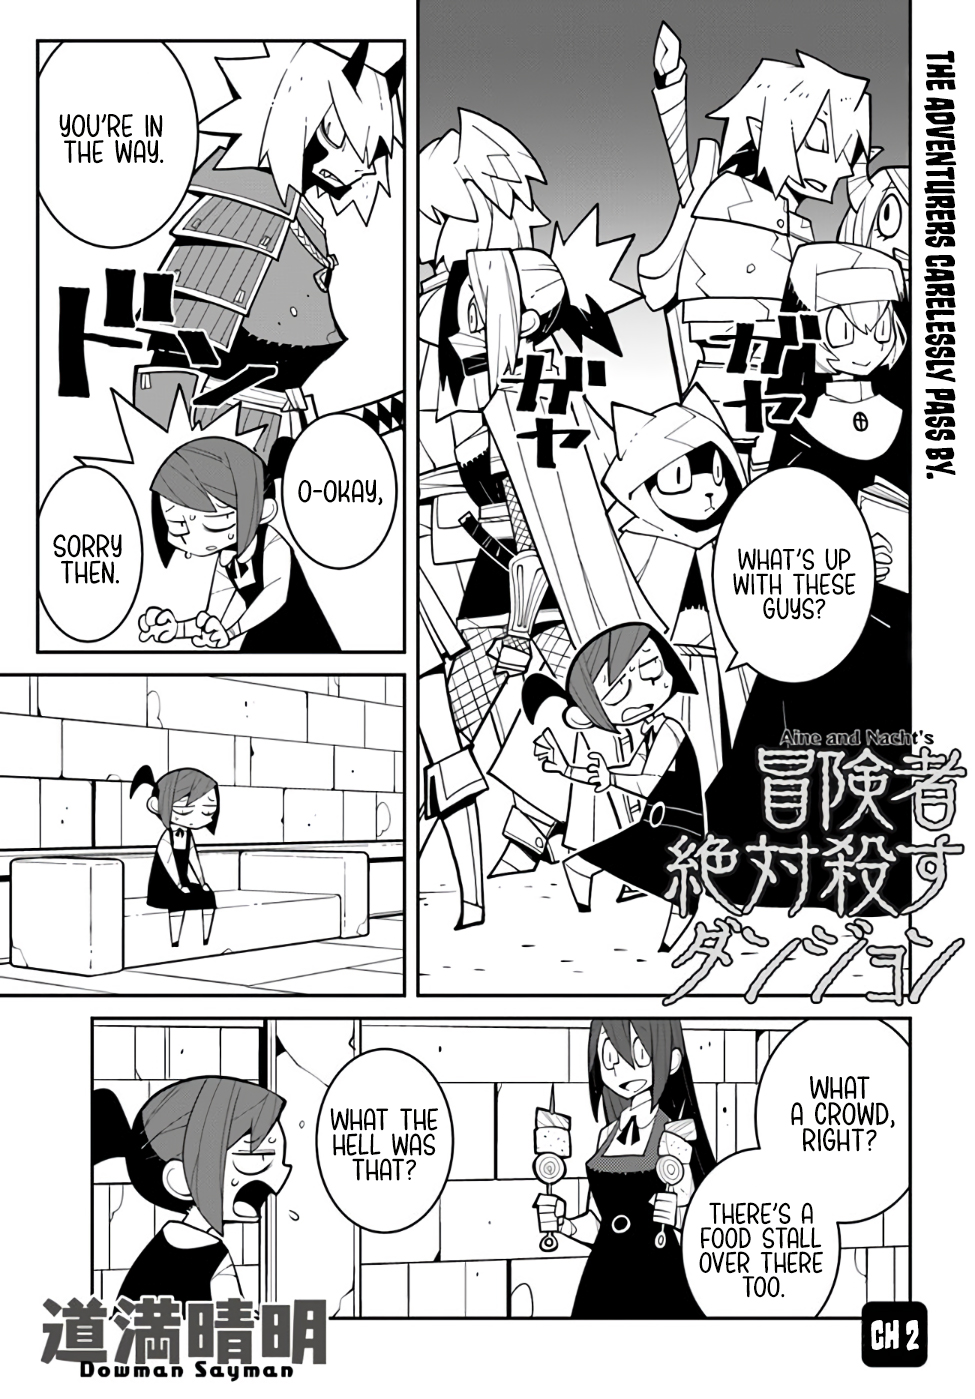 THE ADVENTURERS CARELESSLY PASS BY.
ガヤ
ガヤ
WHAT'S UP
WITH THESE
GUYS?
Aine and Nacht's
冒険者
絶対殺す
ダンジョン
YOU'RE IN
THE WAY.
ドンッ
O-OKAY,
SORRY
THEN.
WHAT
A CROWD,
RIGHT?
THERE'S A
FOOD STALL
OVER THERE
TOO.
WHAT THE
HELL WAS
THAT?
道満晴明
Dowman Sayman
CH 2